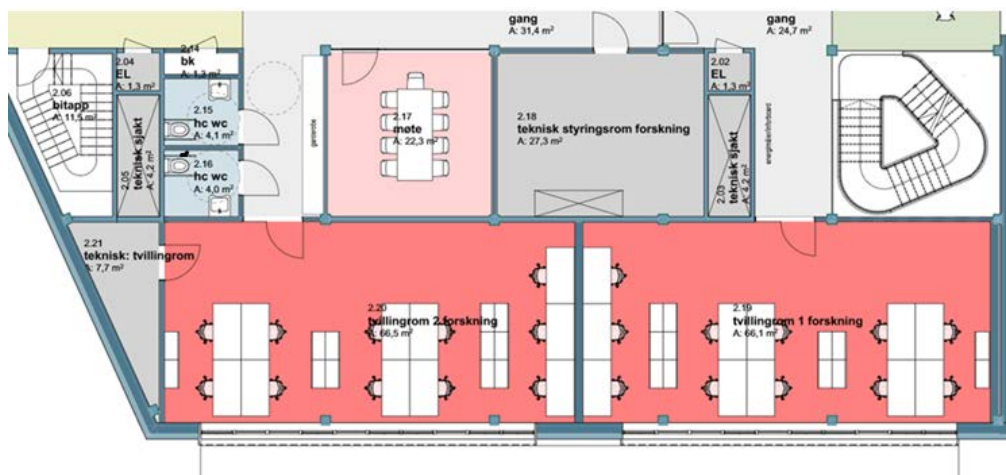 gang
A: 31,4 m²
gang
A: 24,7 m²
2.04
EL
A: 1,3 m²
2.14
bk
A: 1,3 m²
2.02
EL
A: 1,3 m²
2.06
bitapp
A: 11,5 m²
2.15
hc wc
A: 4,1 m²
2.16
hc wc
A: 4,0 m²
2.05
teknisk sjakt
A: 4,2 m²
garderobe
2.17
møte
A: 22,3 m²
2.18
teknisk styringsrom forskning
A: 27,3 m²
2.03
teknisk sjakt
A: 4,2 m²
2.21
teknisk: tvillingrom
A: 7,7 m²
2.20
tvillingrom 2 forskning
A: 66,5 m²
2.19
tvillingrom 1 forskning
A: 66,1 m²